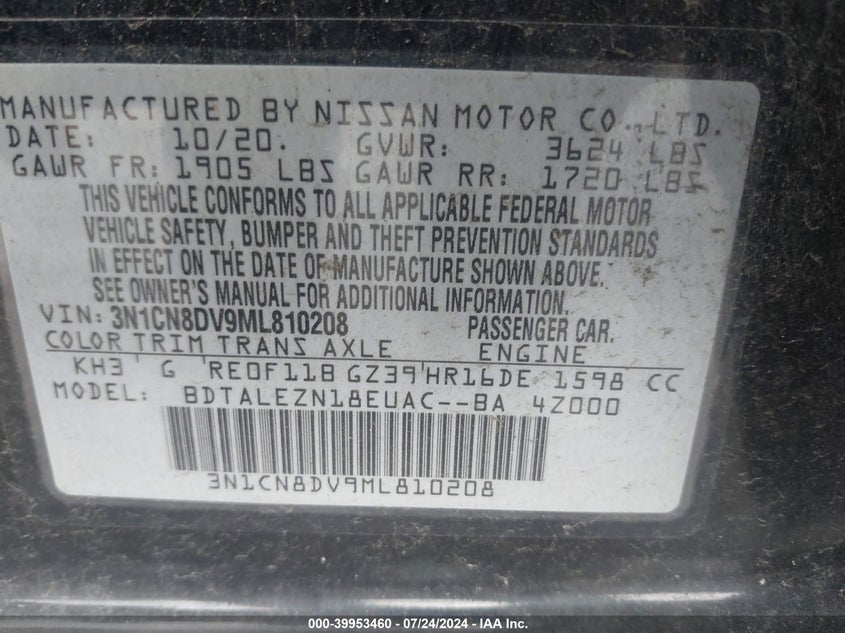 MANUFACTURED BY NISSAN MOTOR CO., LTD.
DATE: 10/20. GVWR: 3624 LBS
GAWR FR: 1905 LBS GAWR RR: 1720 LBS
THIS VEHICLE CONFORMS TO ALL APPLICABLE FEDERAL MOTOR
VEHICLE SAFETY, BUMPER AND THEFT PREVENTION STANDARDS
IN EFFECT ON THE DATE OF MANUFACTURE SHOWN ABOVE.
SEE OWNER'S MANUAL FOR ADDITIONAL INFORMATION.
VIN: 3N1CN8DV9ML810208 PASSENGER CAR.
COLOR TRIM TRANS AXLE ENGINE
KH3 G RE0F11B GZ39 HR16DE 1598 CC
MODEL: BDTALEZN18EUAC--BA 4Z000
3N1CN8DV9ML810208
000-39953460 - 07/24/2024 - IAA Inc.